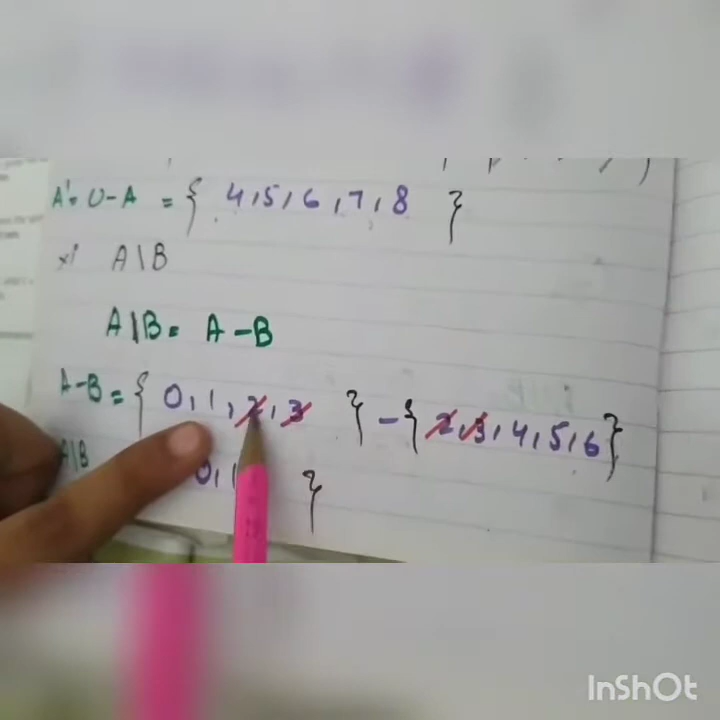 A' = U - A = { 4, 5, 6, 7, 8 }
A \ B
A \ B = A - B
A - B = { 0, 1, 2, 3 } - { 2, 3, 4, 5, 6 }
A \ B 0, 1 }
InShOt